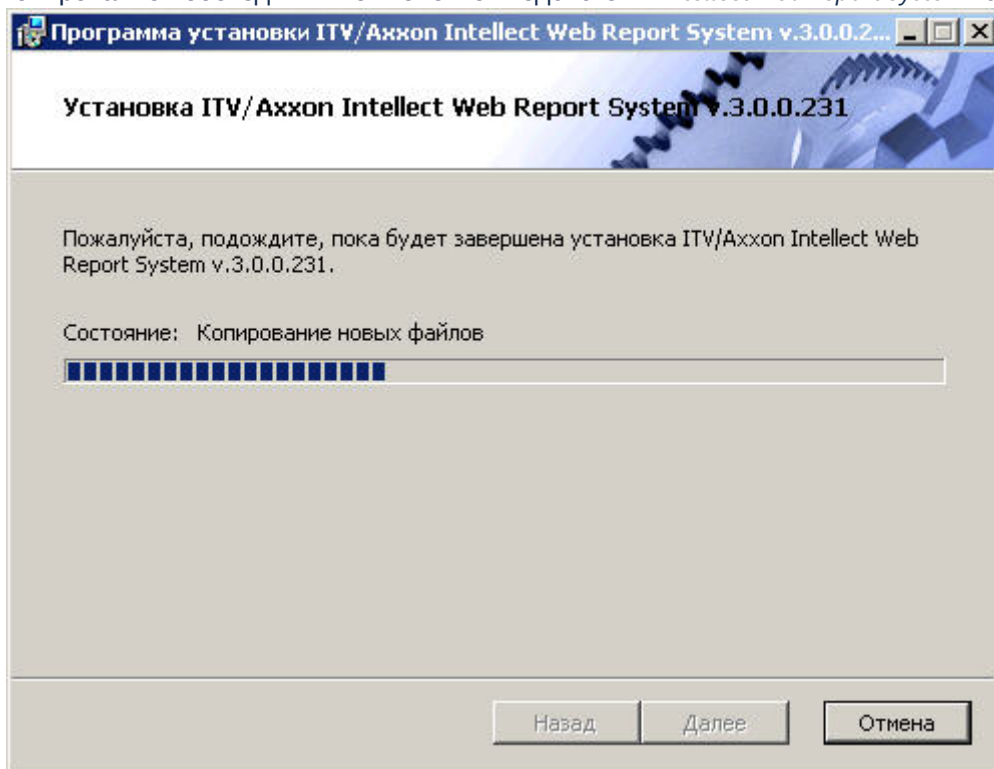 Программа установки ITV/Axxon Intellect Web Report System v.3.0.0.2...
Установка ITV/Axxon Intellect Web Report System v.3.0.0.231
Пожалуйста, подождите, пока будет завершена установка ITV/Axxon Intellect Web
Report System v.3.0.0.231.
Состояние: Копирование новых файлов
Назад
Далее
Отмена